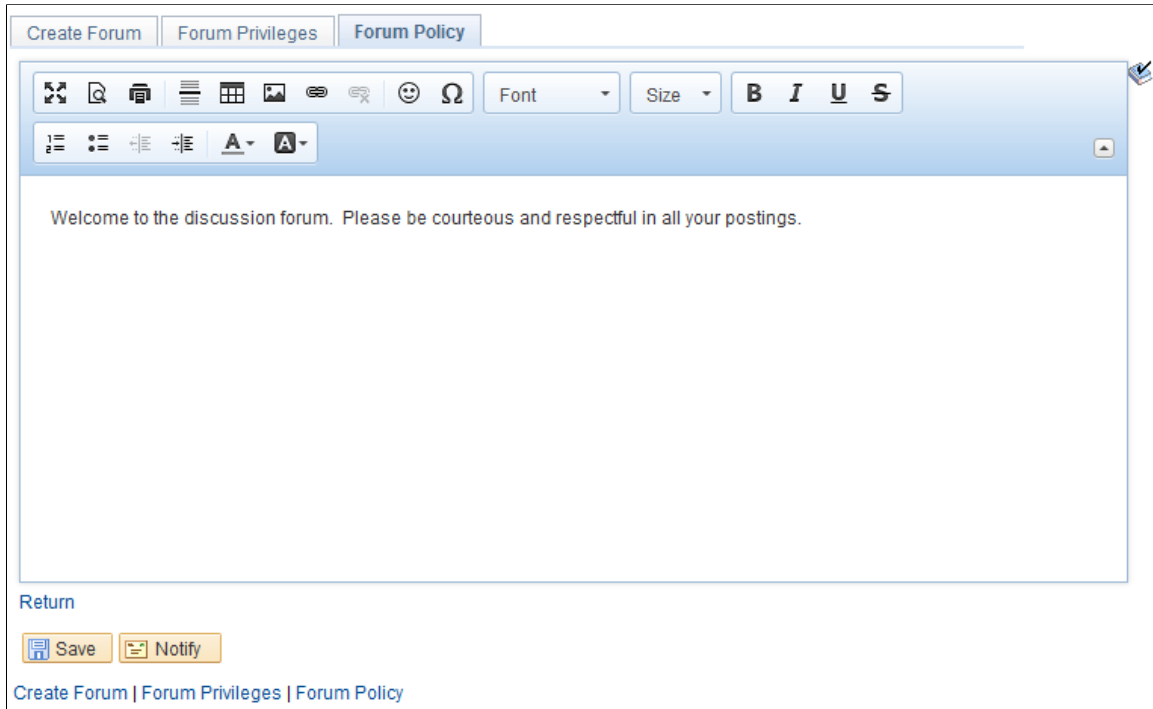 Create Forum Forum Privileges Forum Policy
Ω Font Size B I U S
A A
Welcome to the discussion forum.  Please be courteous and respectful in all your postings.
Return
Save Notify
Create Forum | Forum Privileges | Forum Policy